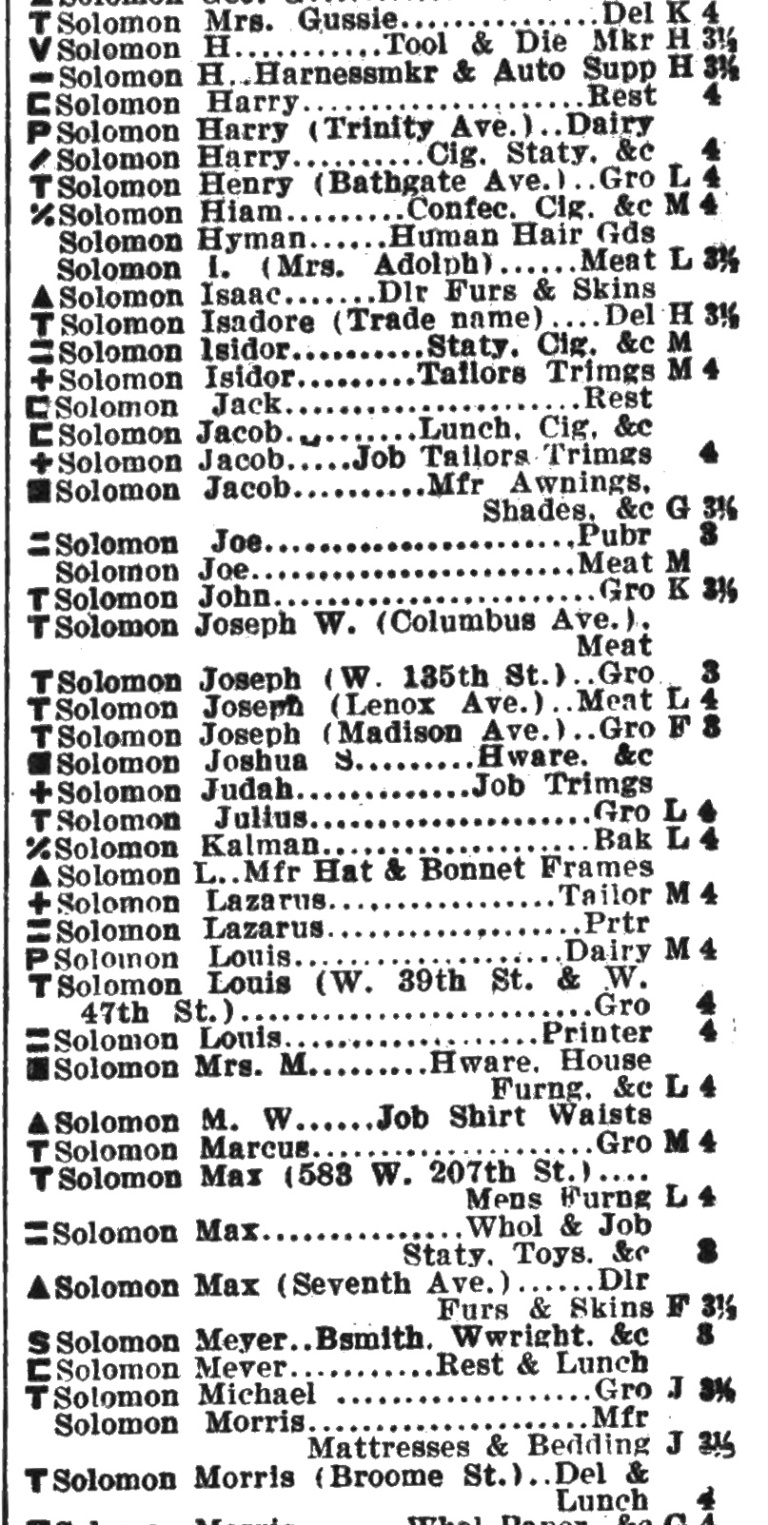 T Solomon Mrs. Gussie...............Del K 4
V Solomon H...........Tool & Die Mkr H 3½
– Solomon H..Harnessmkr & Auto Supp H 3½
⊏ Solomon Harry.....................Rest 4
P Solomon Harry (Trinity Ave.)..Dairy
/ Solomon Harry..........Cig, Staty, &c 4
T Solomon Henry (Bathgate Ave.)..Gro L 4
% Solomon Hiam.........Confec, Cig, &c M 4
Solomon Hyman......Human Hair Gds
Solomon I. (Mrs. Adolph)......Meat L 3½
▲ Solomon Isaac.......Dlr Furs & Skins
T Solomon Isadore (Trade name)....Del H 3½
= Solomon Isidor..........Staty, Cig, &c M
+ Solomon Isidor.........Tailors Trimgs M 4
⊏ Solomon Jack......................Rest
⊏ Solomon Jacob..........Lunch, Cig, &c
+ Solomon Jacob.....Job Tailors Trimgs 4
■ Solomon Jacob..........Mfr Awnings,
Shades, &c G 3½
= Solomon Joe.......................Pubr 3
Solomon Joe........................Meat M
T Solomon John.........................Gro K 3½
T Solomon Joseph W. (Columbus Ave.),
Meat
T Solomon Joseph (W. 135th St.)..Gro 3
T Solomon Joseph (Lenox Ave.)..Meat L 4
T Solomon Joseph (Madison Ave.)..Gro F 3
■ Solomon Joshua S.........Hware, &c
+ Solomon Judah.............Job Trimgs
T Solomon Julius.....................Gro L 4
% Solomon Kalman....................Bak L 4
▲ Solomon L..Mfr Hat & Bonnet Frames
+ Solomon Lazarus.................Tailor M 4
= Solomon Lazarus...................Prtr
P Solomon Louis....................Dairy M 4
T Solomon Louis (W. 39th St. & W.
47th St.)..........................Gro 4
= Solomon Louis...................Printer 4
■ Solomon Mrs. M.........Hware, House
Furng, &c L 4
▲ Solomon M. W......Job Shirt Waists
T Solomon Marcus.....................Gro M 4
T Solomon Max (583 W. 207th St.)....
Mens Furng L 4
= Solomon Max...............Whol & Job
Staty, Toys, &c 3
▲ Solomon Max (Seventh Ave.)......Dlr
Furs & Skins F 3½
S Solomon Meyer..Bsmith, Wwright, &c 3
⊏ Solomon Meyer...........Rest & Lunch
T Solomon Michael ..................Gro J 3½
Solomon Morris....................Mfr
Mattresses & Bedding J 3½
T Solomon Morris (Broome St.)..Del &
Lunch 4